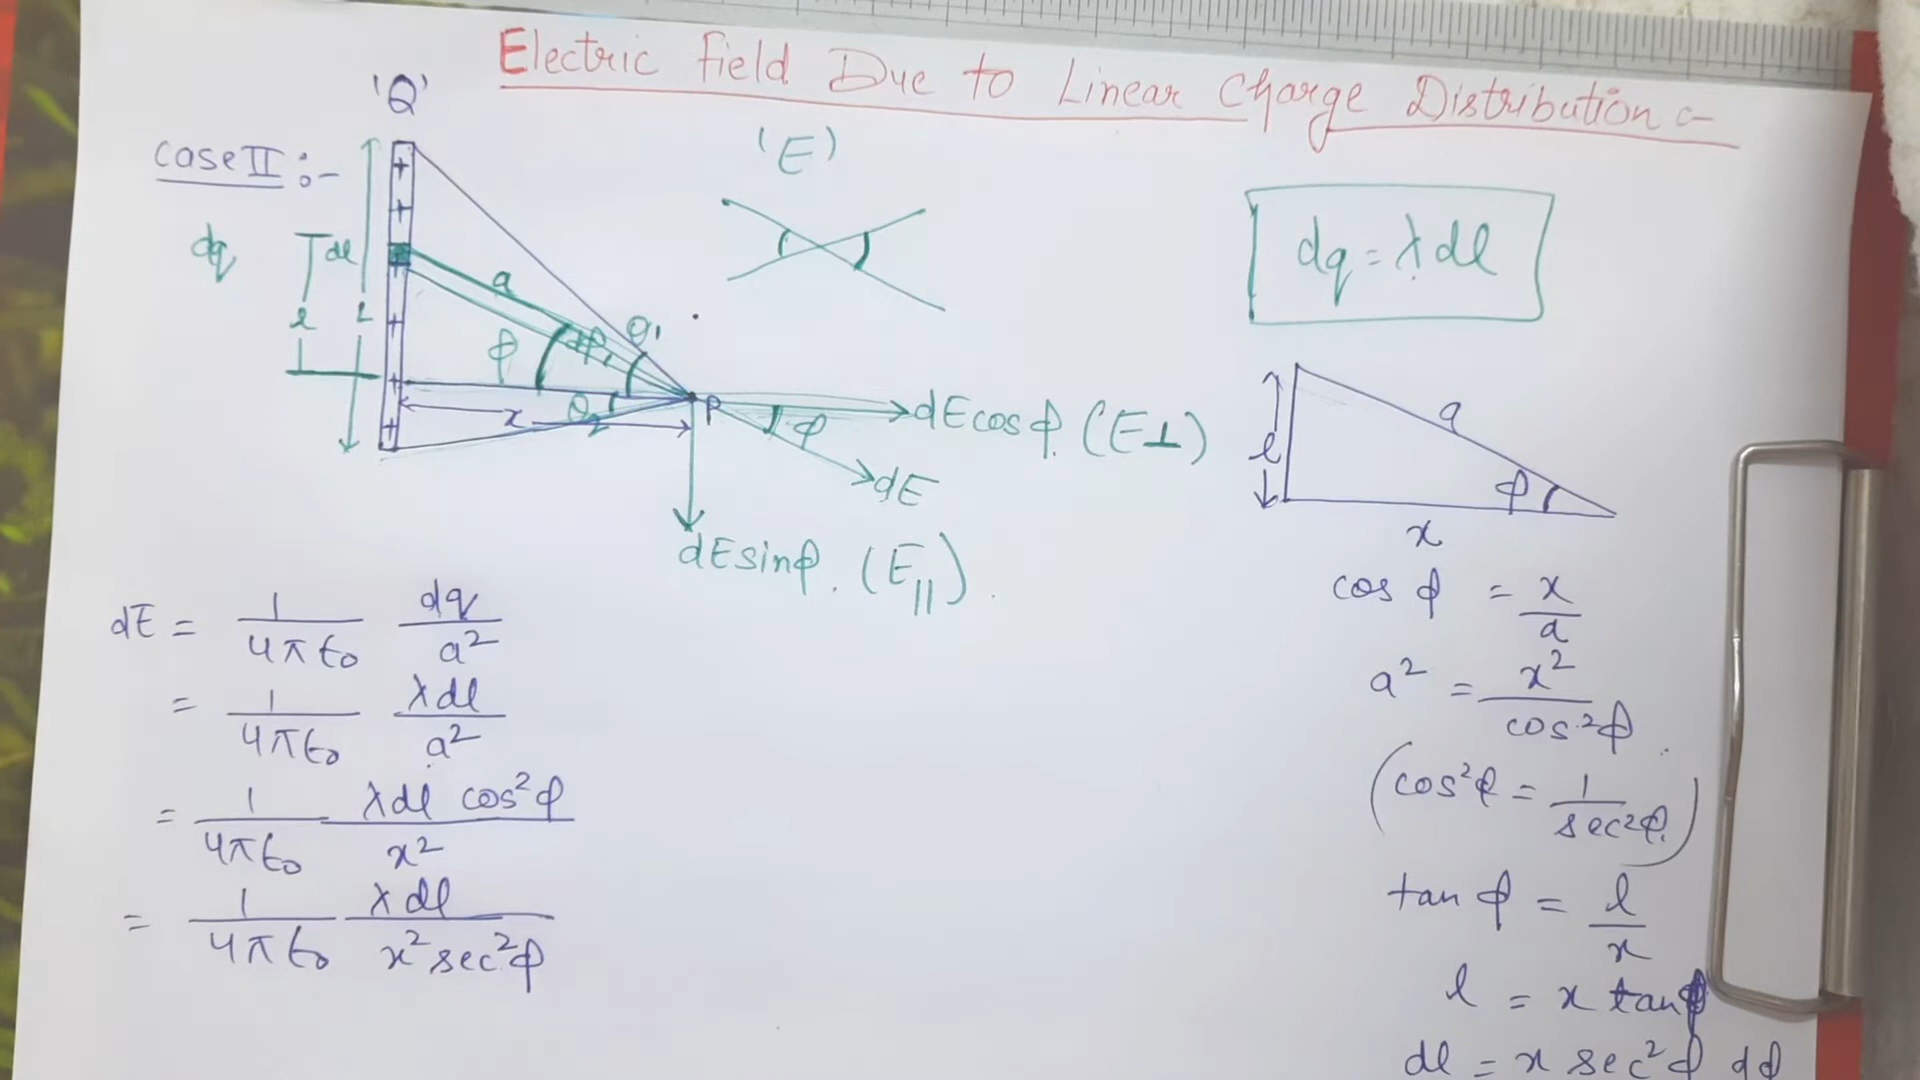 Electric Field Due to Linear Charge Distribution :-
'Q'
Case II :-
'(E)
dq
dl
l
L
a
φ
dφ,
θ1
θ2
x
P
φ
dE cos φ. (E⊥)
dE
dE sin φ. (E||).
dq = λ dl
l
a
φ
x
dE = 1/4πε0 dq/a²
= 1/4πε0 λdl/a²
= 1/4πε0 λdl cos²φ/x²
= 1/4πε0 λdl/x² sec²φ
cos φ = x/a
a² = x²/cos²φ.
(cos²φ = 1/sec²φ.)
tan φ = l/x
l = x tanφ
dl = x sec²φ dφ